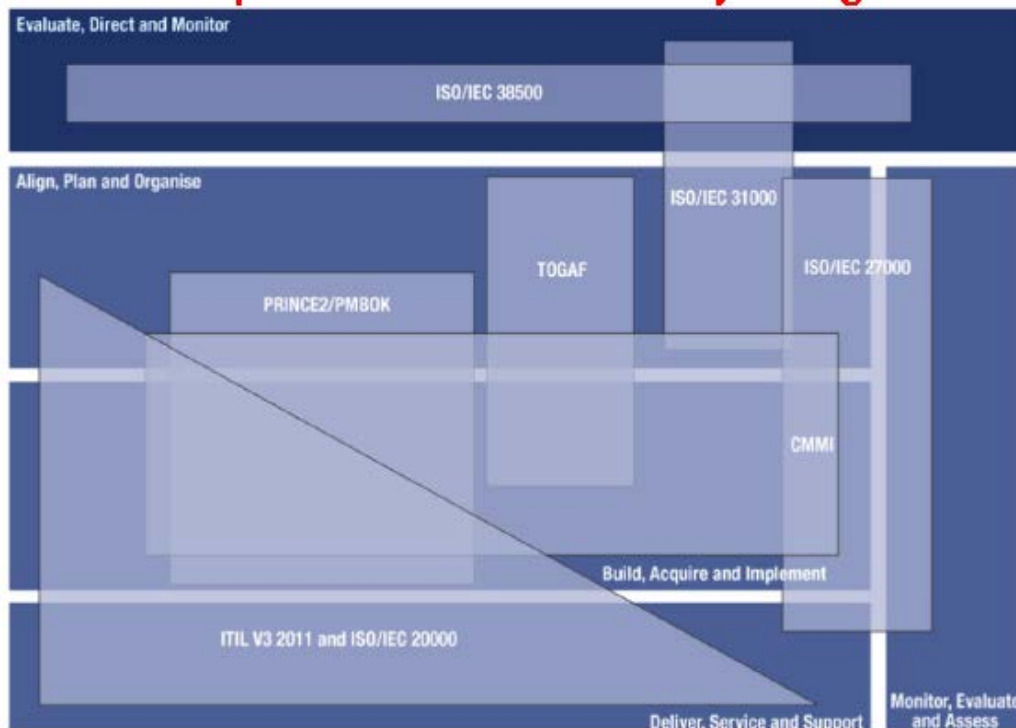 Evaluate, Direct and Monitor
ISO/IEC 38500
Align, Plan and Organise
ISO/IEC 31000
TOGAF
ISO/IEC 27000
PRINCE2/PMBOK
CMMI
Build, Acquire and Implement
ITIL V3 2011 and ISO/IEC 20000
Deliver, Service and Support
Monitor, Evaluate
and Assess